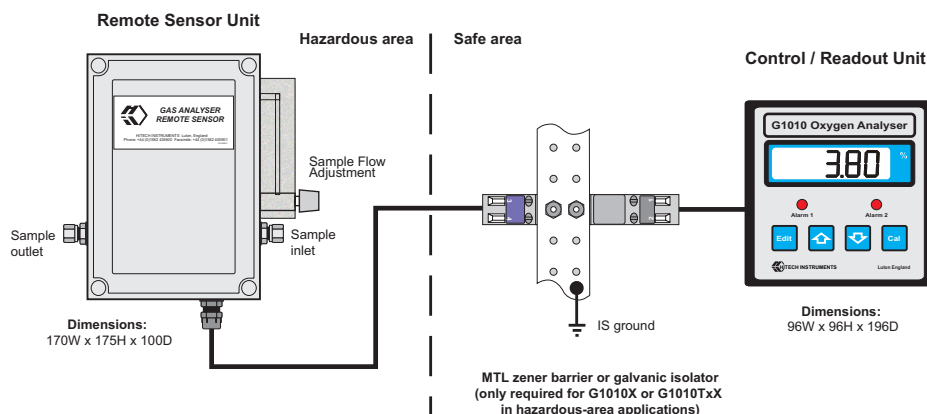 Remote Sensor Unit
Hazardous area
Safe area
Control / Readout Unit
GAS ANALYSER
REMOTE SENSOR
HITECH INSTRUMENTS Luton, England
Sample Flow
Adjustment
Sample
outlet
Sample
inlet
Dimensions:
170W x 175H x 100D
IS ground
MTL zener barrier or galvanic isolator
(only required for G1010X or G1010TxX
in hazardous-area applications)
G1010 Oxygen Analyser
3.80 %
Alarm 1
Alarm 2
Edit
Cal
HITECH INSTRUMENTS
Luton England
Dimensions:
96W x 96H x 196D